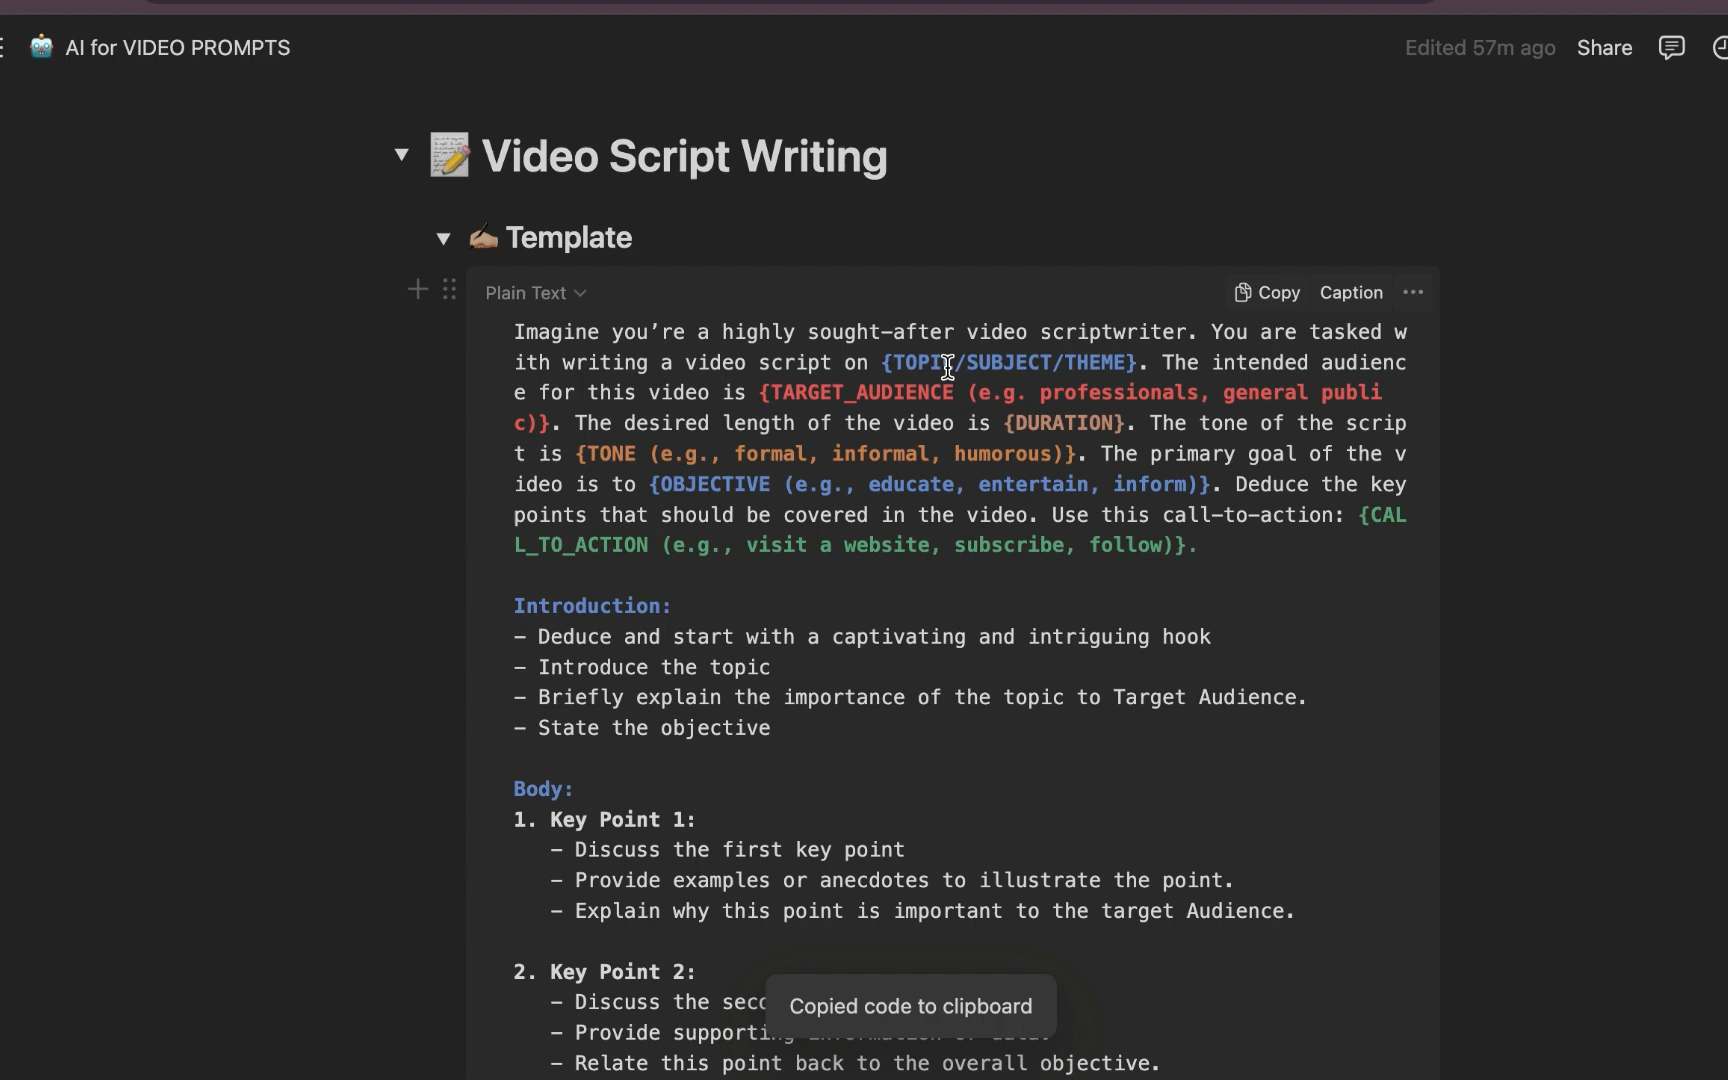 AI for VIDEO PROMPTS
Edited 57m ago Share
Video Script Writing
Template
Plain Text
Copy Caption
Imagine you’re a highly sought-after video scriptwriter. You are tasked w
ith writing a video script on {TOPIC/SUBJECT/THEME}. The intended audienc
e for this video is {TARGET_AUDIENCE (e.g. professionals, general publi
c)}. The desired length of the video is {DURATION}. The tone of the scrip
t is {TONE (e.g., formal, informal, humorous)}. The primary goal of the v
ideo is to {OBJECTIVE (e.g., educate, entertain, inform)}. Deduce the key
points that should be covered in the video. Use this call-to-action: {CAL
L_TO_ACTION (e.g., visit a website, subscribe, follow)}.
Introduction:
- Deduce and start with a captivating and intriguing hook
- Introduce the topic
- Briefly explain the importance of the topic to Target Audience.
- State the objective
Body:
1. Key Point 1:
- Discuss the first key point
- Provide examples or anecdotes to illustrate the point.
- Explain why this point is important to the target Audience.
2. Key Point 2:
- Discuss the
Copied code to clipboard
- Provide
- Relate this point back to the overall objective.